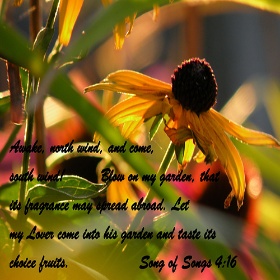 Awake, north wind, and come,
south wind! Blow on my garden, that
its fragrance may spread abroad. Let
my Lover come into his garden and taste its
choice fruits. Song of Songs 4:16